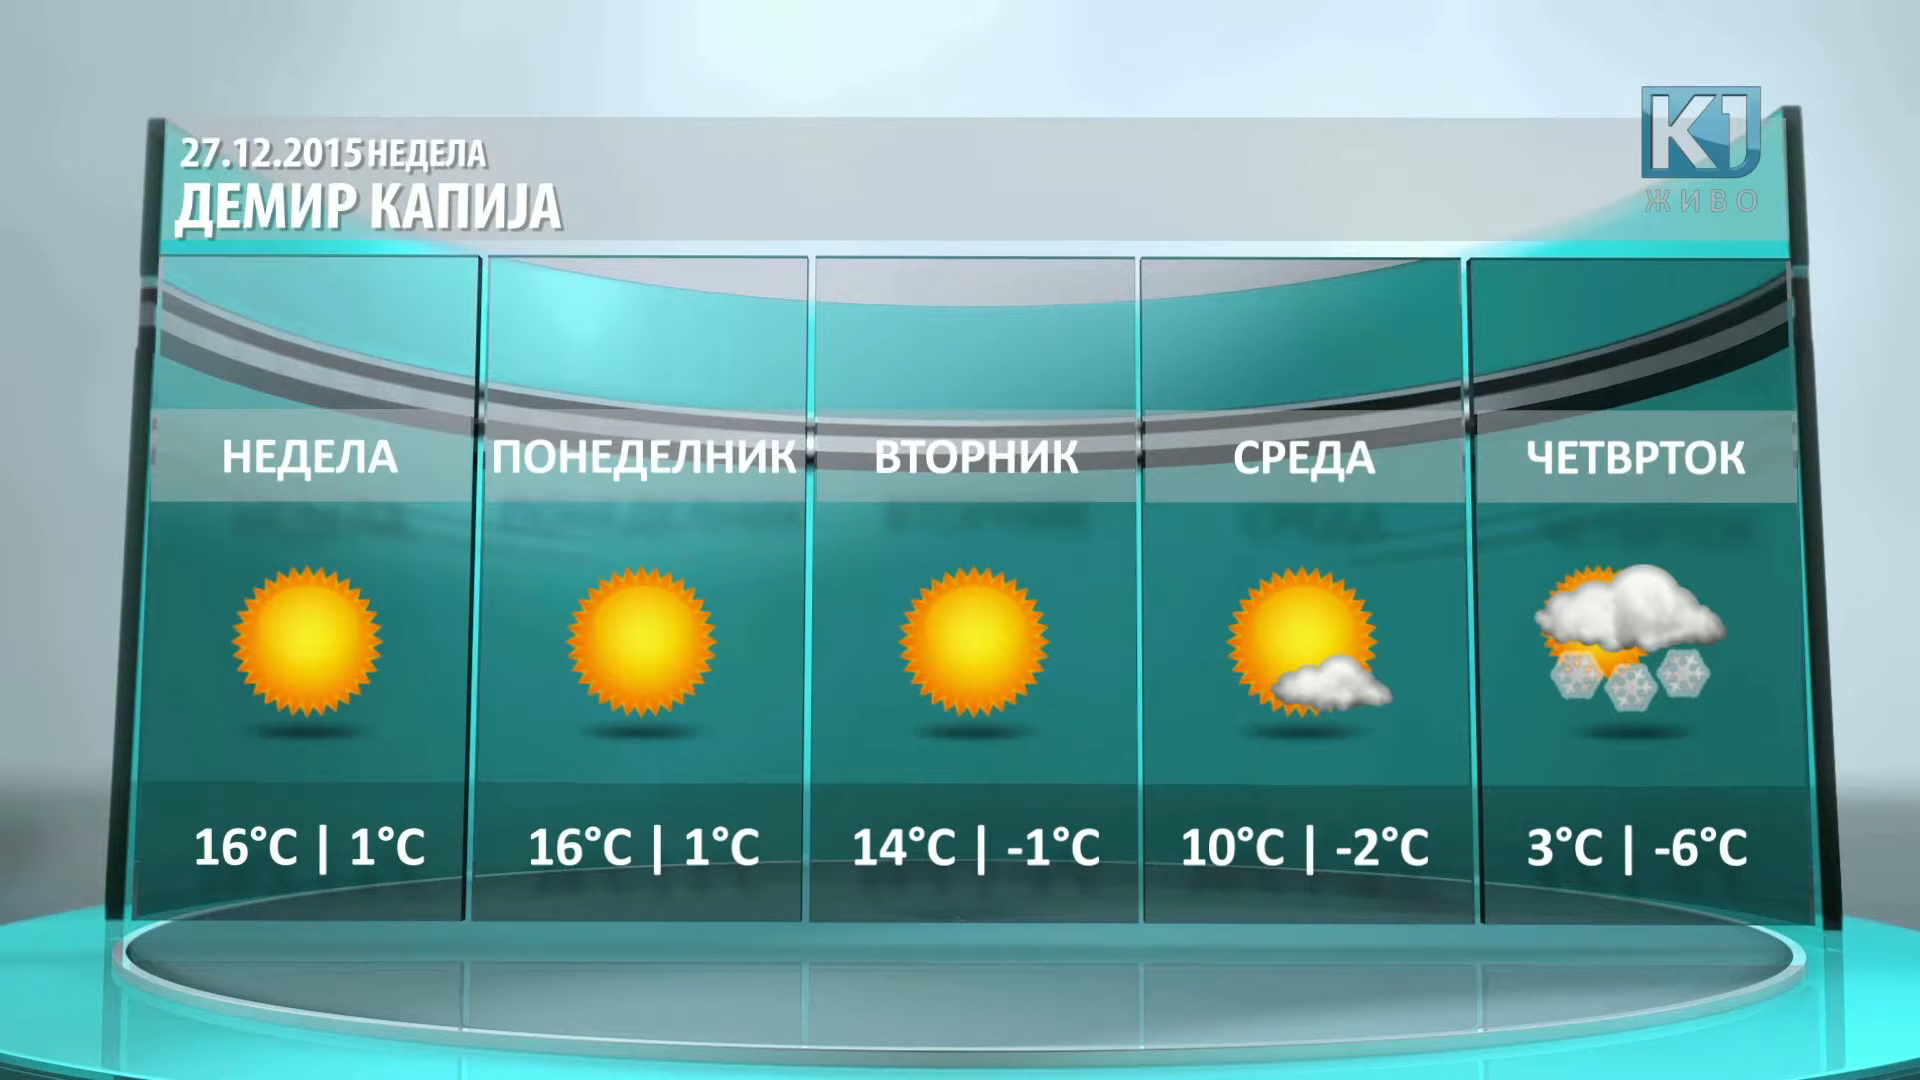 27.12.2015 НЕДЕЛА
ДЕМИР КАПИЈА
К1
ЖИВО
НЕДЕЛА
ПОНЕДЕЛНИК
ВТОРНИК
СРЕДА
ЧЕТВРТОК
16°C | 1°C
16°C | 1°C
14°C | -1°C
10°C | -2°C
3°C | -6°C